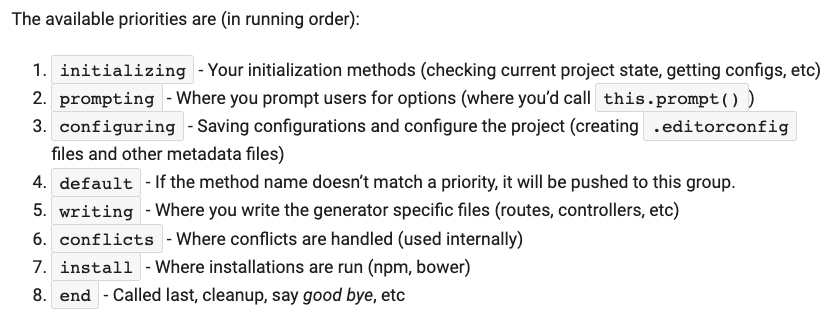 The available priorities are (in running order):
1. initializing - Your initialization methods (checking current project state, getting configs, etc)
2. prompting - Where you prompt users for options (where you’d call this.prompt() )
3. configuring - Saving configurations and configure the project (creating .editorconfig
files and other metadata files)
4. default - If the method name doesn’t match a priority, it will be pushed to this group.
5. writing - Where you write the generator specific files (routes, controllers, etc)
6. conflicts - Where conflicts are handled (used internally)
7. install - Where installations are run (npm, bower)
8. end - Called last, cleanup, say good bye, etc